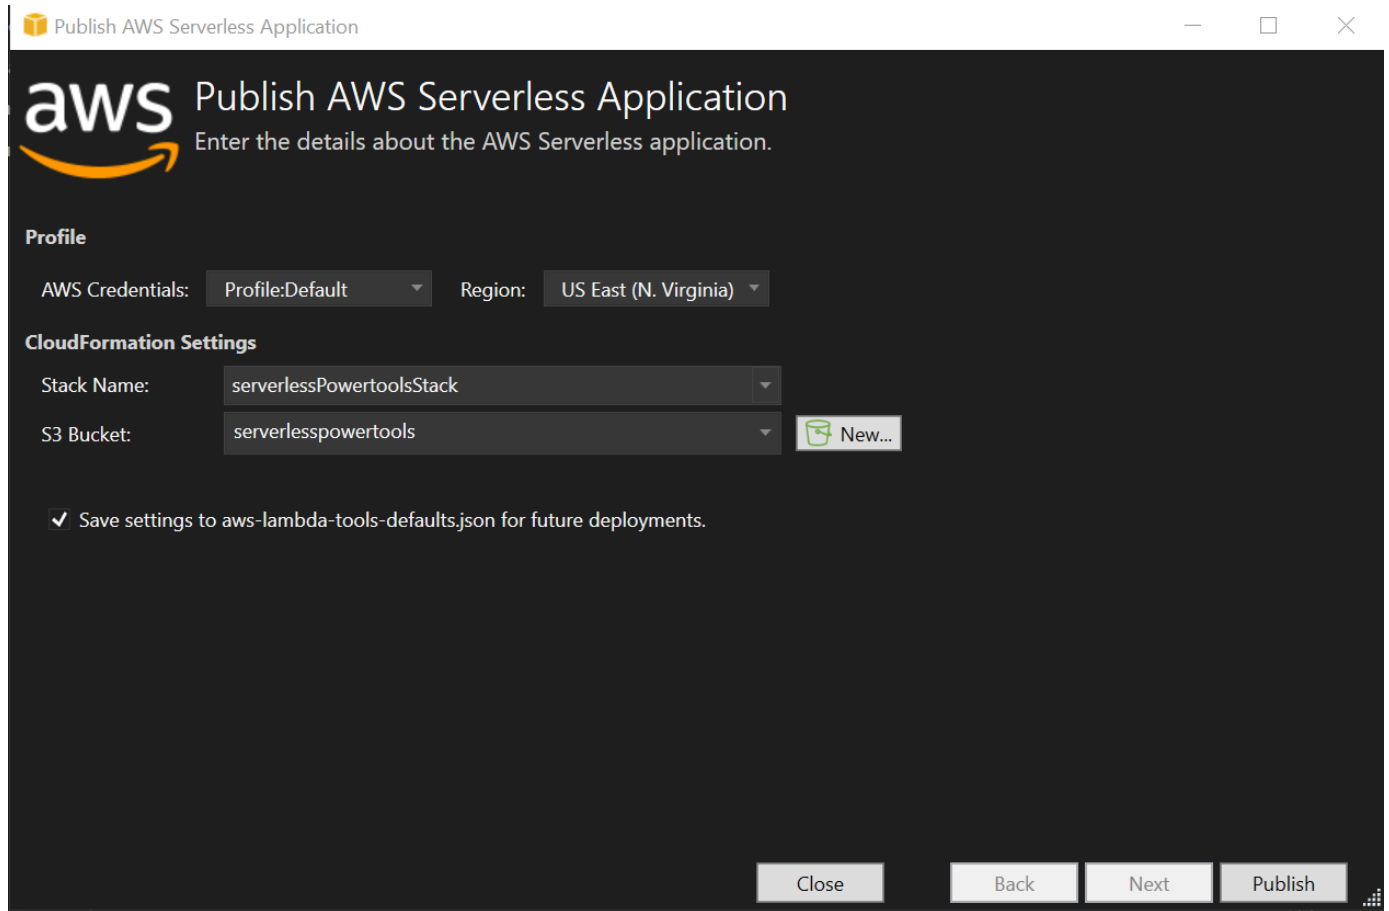 Publish AWS Serverless Application
aws
Publish AWS Serverless Application
Enter the details about the AWS Serverless application.
Profile
AWS Credentials: Profile:Default Region: US East (N. Virginia)
CloudFormation Settings
Stack Name: serverlessPowertoolsStack
S3 Bucket: serverlesspowertools New...
Save settings to aws-lambda-tools-defaults.json for future deployments.
Close Back Next Publish